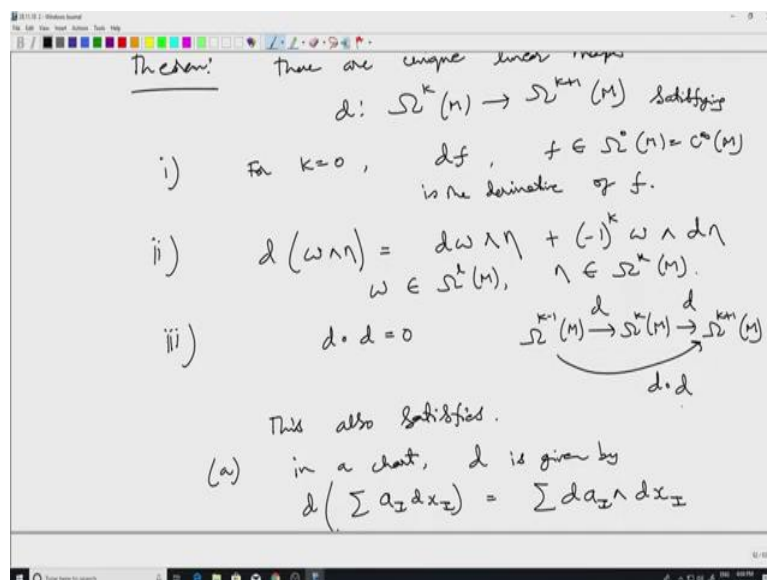 Theorem: there are unique linear maps
d: Ω^k (M) → Ω^{k+1} (M) Satisfying
i) For k=0, df, f ∈ Ω^0 (M) = C^∞(M)
is the derivative of f.
ii) d (ω∧η) = dω∧η + (-1)^k ω∧dη
ω ∈ Ω^l (M), η ∈ Ω^k (M).
iii) d∘d = 0 Ω^{k-1}(M) →^d Ω^k(M) →^d Ω^{k+1}(M)
d∘d
This also satisfies.
(a) in a chart, d is given by
d( Σ a_I dx_I ) = Σ da_I ∧ dx_I